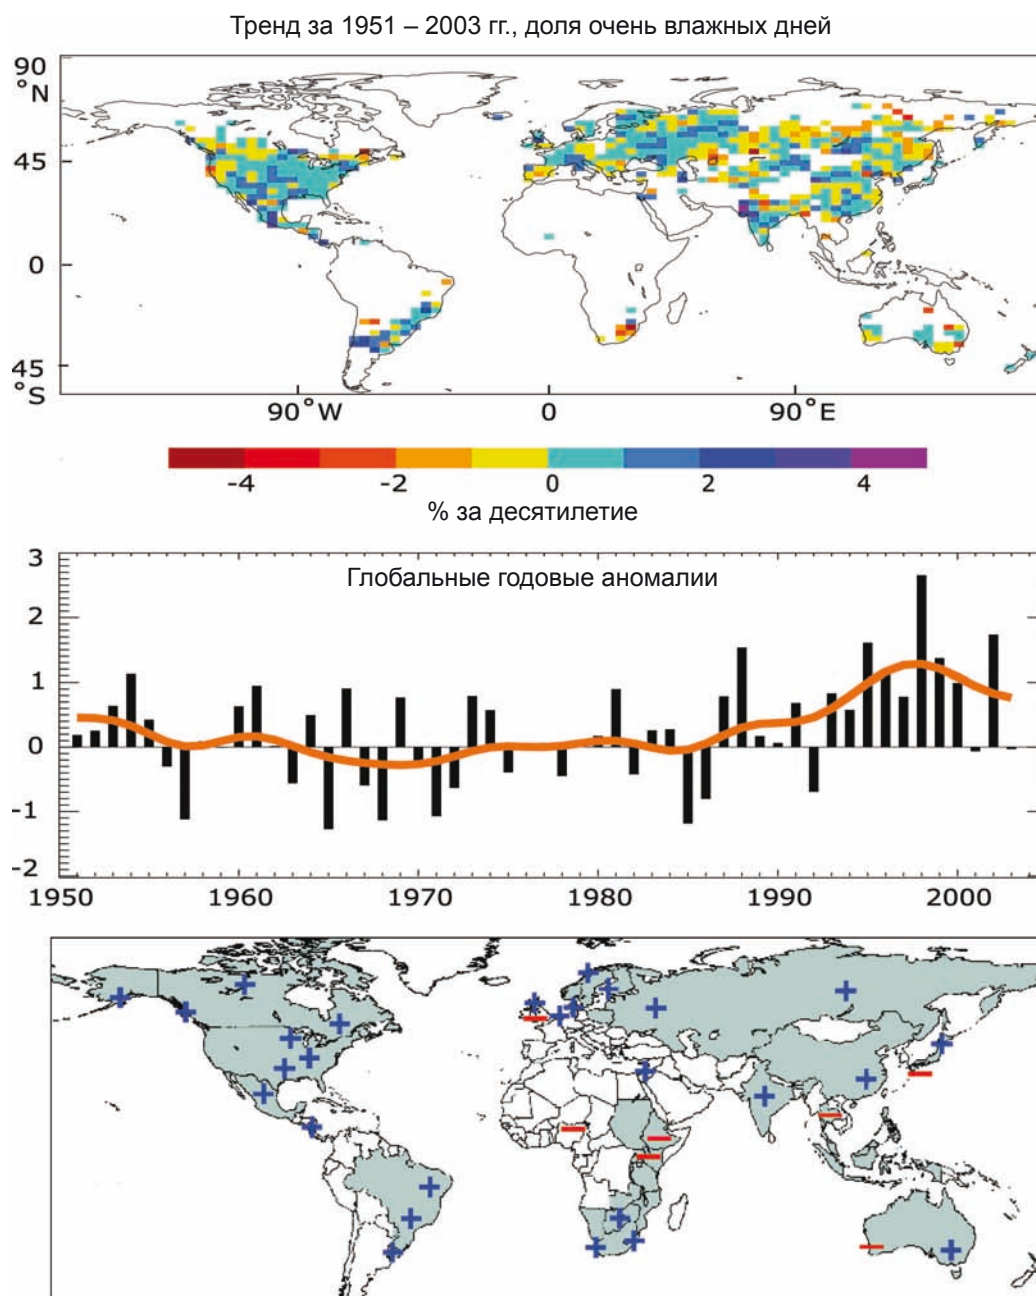 Тренд за 1951 – 2003 гг., доля очень влажных дней
90
°N
45
0
45
°S
90°W 0 90°E
-4 -2 0 2 4
% за десятилетие
Глобальные годовые аномалии
3
2
1
0
-1
-2
1950 1960 1970 1980 1990 2000